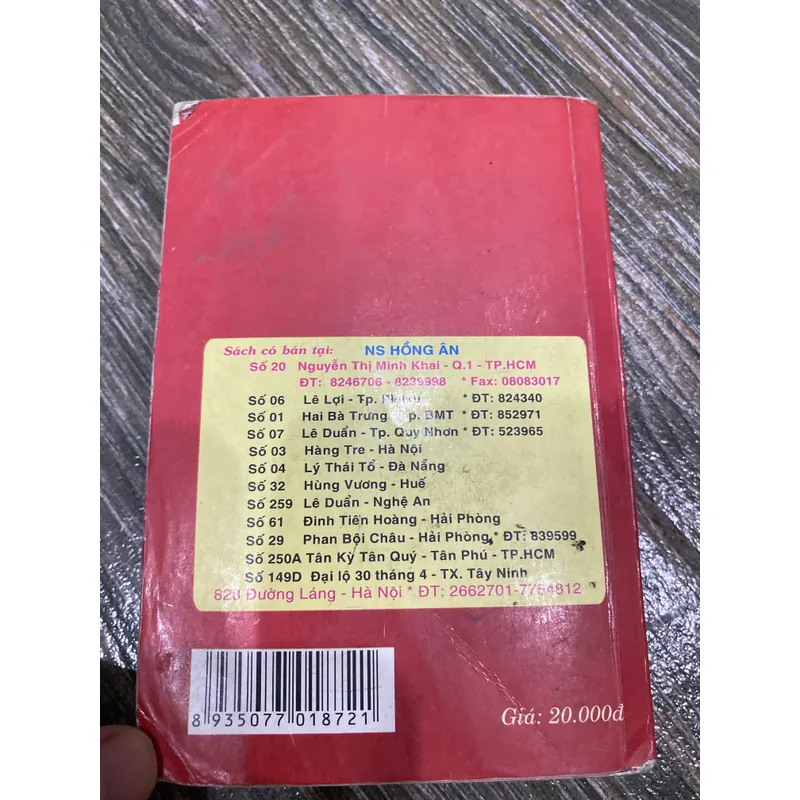 Sách có bán tại: NS HỒNG ÂN
Số 20 Nguyễn Thị Minh Khai - Q.1 - TP.HCM
ĐT: 8246706 - 8239998 * Fax: 08083017
Số 06 Lê Lợi - Tp. * ĐT: 824340
Số 01 Hai Bà Trưng - Tp. BMT * ĐT: 852971
Số 07 Lê Duẩn - Tp. Quy Nhơn * ĐT: 523965
Số 03 Hàng Tre - Hà Nội
Số 04 Lý Thái Tổ - Đà Nẵng
Số 32 Hùng Vương - Huế
Số 259 Lê Duẩn - Nghệ An
Số 61 Đinh Tiên Hoàng - Hải Phòng
Số 29 Phan Bội Châu - Hải Phòng * ĐT: 839599
Số 250A Tân Kỳ Tân Quý - Tân Phú - TP.HCM
Số 149D Đại lộ 30 tháng 4 - TX. Tây Ninh
828 Đường Láng - Hà Nội * ĐT: 2662701-7754812
8 935077 018721
Giá: 20.000đ